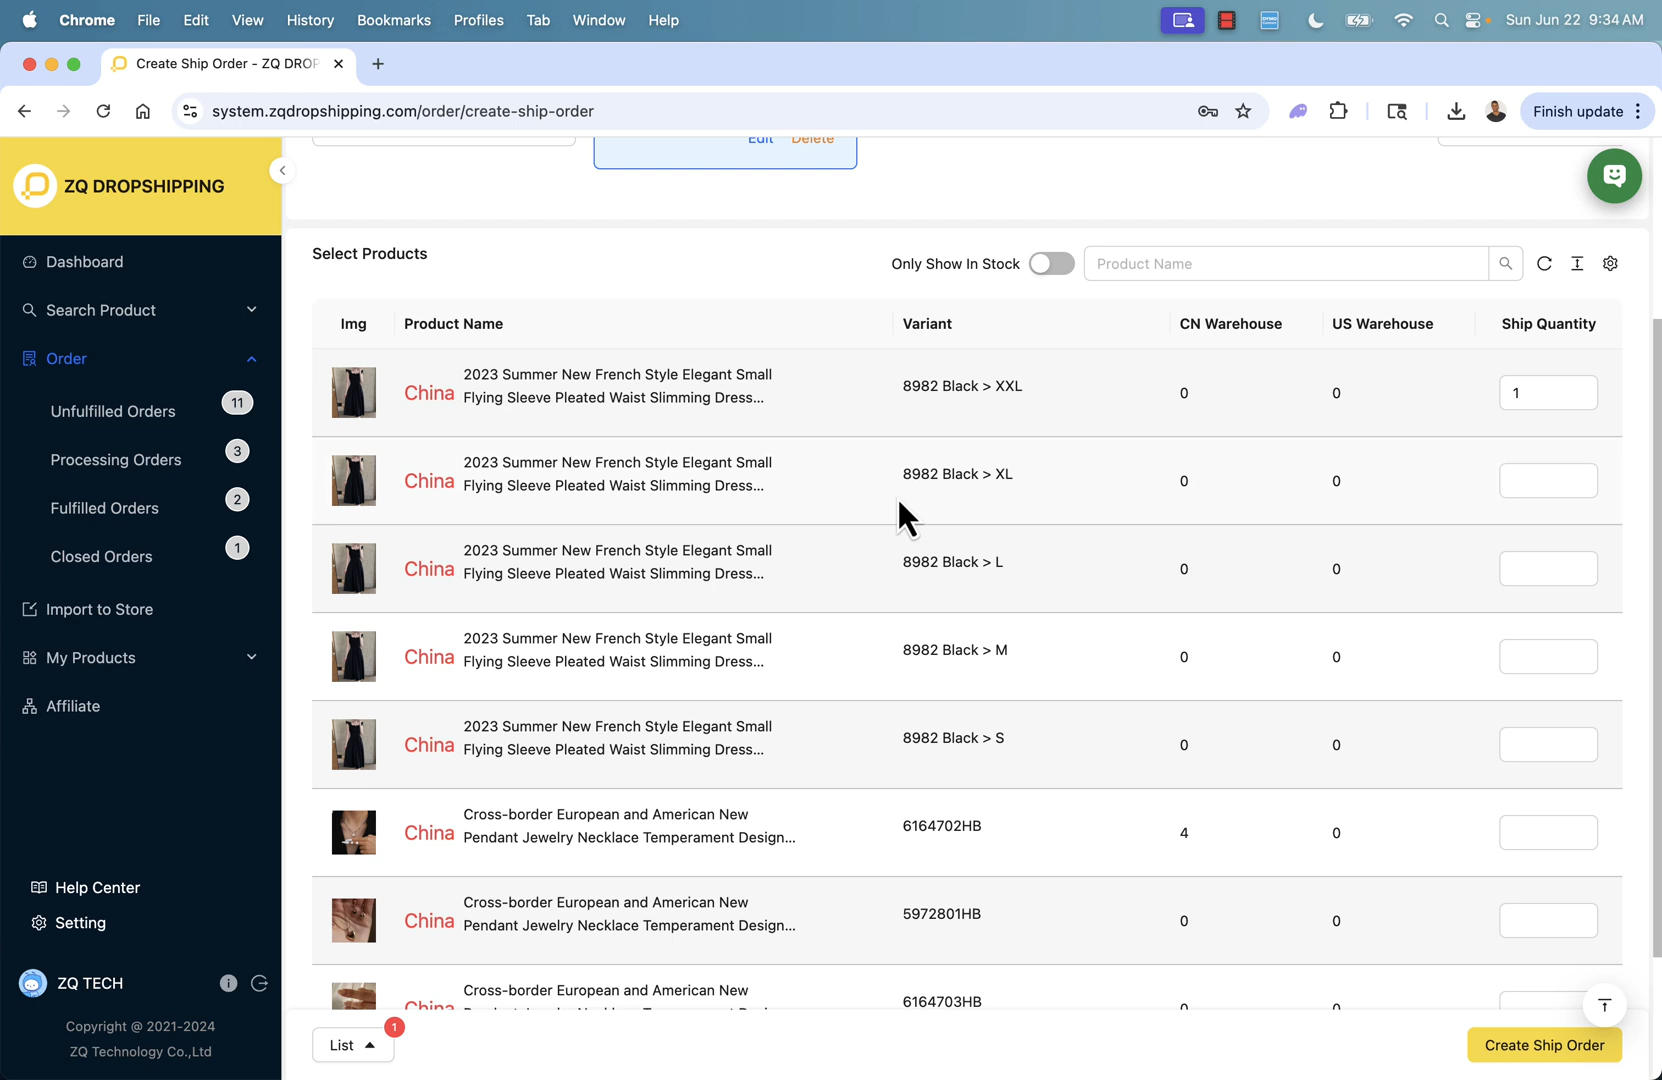 Chrome File Edit View History Bookmarks Profiles Tab Window Help Sun Jun 22 9:34 AM
Create Ship Order - ZQ DROP
system.zqdropshipping.com/order/create-ship-order Finish update
ZQ DROPSHIPPING
Dashboard
Search Product
Order
Unfulfilled Orders 11
Processing Orders 3
Fulfilled Orders 2
Closed Orders 1
Import to Store
My Products
Affiliate
Help Center
Setting
ZQ TECH
Copyright @ 2021-2024
ZQ Technology Co.,Ltd
Edit Delete
Select Products Only Show In Stock Product Name
Img Product Name Variant CN Warehouse US Warehouse Ship Quantity
China 2023 Summer New French Style Elegant Small
Flying Sleeve Pleated Waist Slimming Dress...
8982 Black > XXL 0 0 1
China 2023 Summer New French Style Elegant Small
Flying Sleeve Pleated Waist Slimming Dress...
8982 Black > XL 0 0
China 2023 Summer New French Style Elegant Small
Flying Sleeve Pleated Waist Slimming Dress...
8982 Black > L 0 0
China 2023 Summer New French Style Elegant Small
Flying Sleeve Pleated Waist Slimming Dress...
8982 Black > M 0 0
China 2023 Summer New French Style Elegant Small
Flying Sleeve Pleated Waist Slimming Dress...
8982 Black > S 0 0
China Cross-border European and American New
Pendant Jewelry Necklace Temperament Design...
6164702HB 4 0
China Cross-border European and American New
Pendant Jewelry Necklace Temperament Design...
5972801HB 0 0
China Cross-border European and American New
6164703HB 0 0
List 1
Create Ship Order